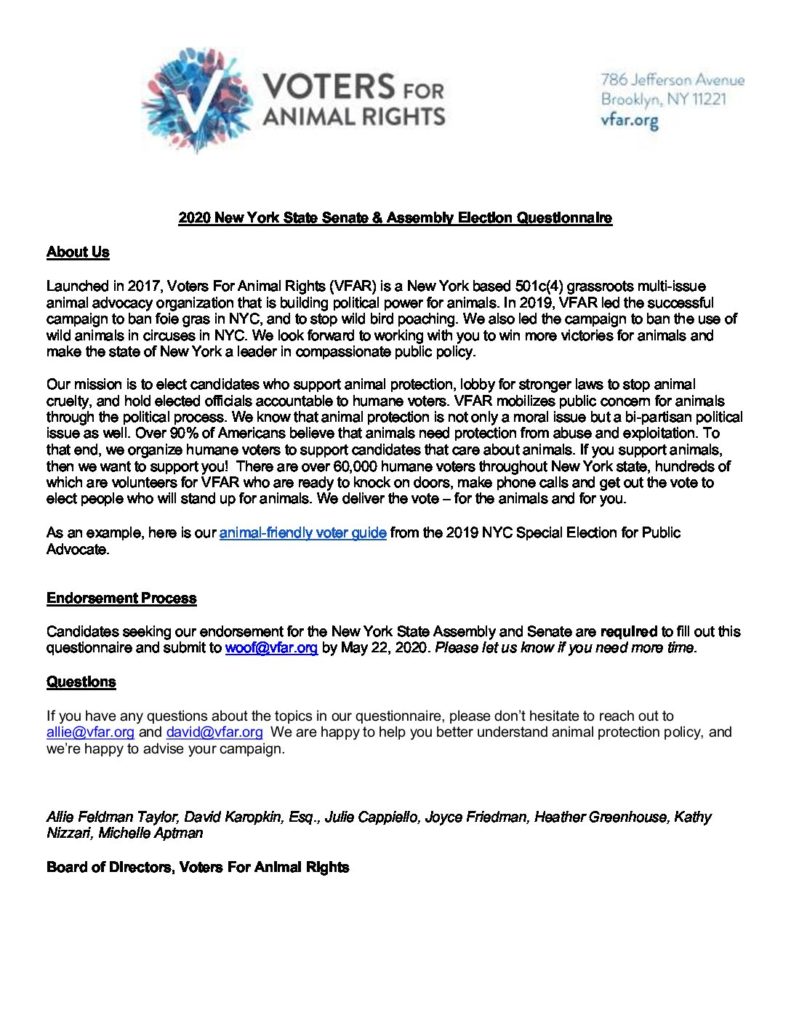 VOTERS FOR
ANIMAL RIGHTS
786 Jefferson Avenue
Brooklyn, NY 11221
vfar.org
2020 New York State Senate & Assembly Election Questionnaire
About Us
Launched in 2017, Voters For Animal Rights (VFAR) is a New York based 501c(4) grassroots multi-issue
animal advocacy organization that is building political power for animals. In 2019, VFAR led the successful
campaign to ban foie gras in NYC, and to stop wild bird poaching. We also led the campaign to ban the use of
wild animals in circuses in NYC. We look forward to working with you to win more victories for animals and
make the state of New York a leader in compassionate public policy.
Our mission is to elect candidates who support animal protection, lobby for stronger laws to stop animal
cruelty, and hold elected officials accountable to humane voters. VFAR mobilizes public concern for animals
through the political process. We know that animal protection is not only a moral issue but a bi-partisan political
issue as well. Over 90% of Americans believe that animals need protection from abuse and exploitation. To
that end, we organize humane voters to support candidates that care about animals. If you support animals,
then we want to support you! There are over 60,000 humane voters throughout New York state, hundreds of
which are volunteers for VFAR who are ready to knock on doors, make phone calls and get out the vote to
elect people who will stand up for animals. We deliver the vote – for the animals and for you.
As an example, here is our animal-friendly voter guide from the 2019 NYC Special Election for Public
Advocate.
Endorsement Process
Candidates seeking our endorsement for the New York State Assembly and Senate are required to fill out this
questionnaire and submit to woof@vfar.org by May 22, 2020. Please let us know if you need more time.
Questions
If you have any questions about the topics in our questionnaire, please don't hesitate to reach out to
allie@vfar.org and david@vfar.org We are happy to help you better understand animal protection policy, and
we're happy to advise your campaign.
Allie Feldman Taylor, David Karopkin, Esq., Julie Cappiello, Joyce Friedman, Heather Greenhouse, Kathy
Nizzari, Michelle Aptman
Board of Directors, Voters For Animal Rights